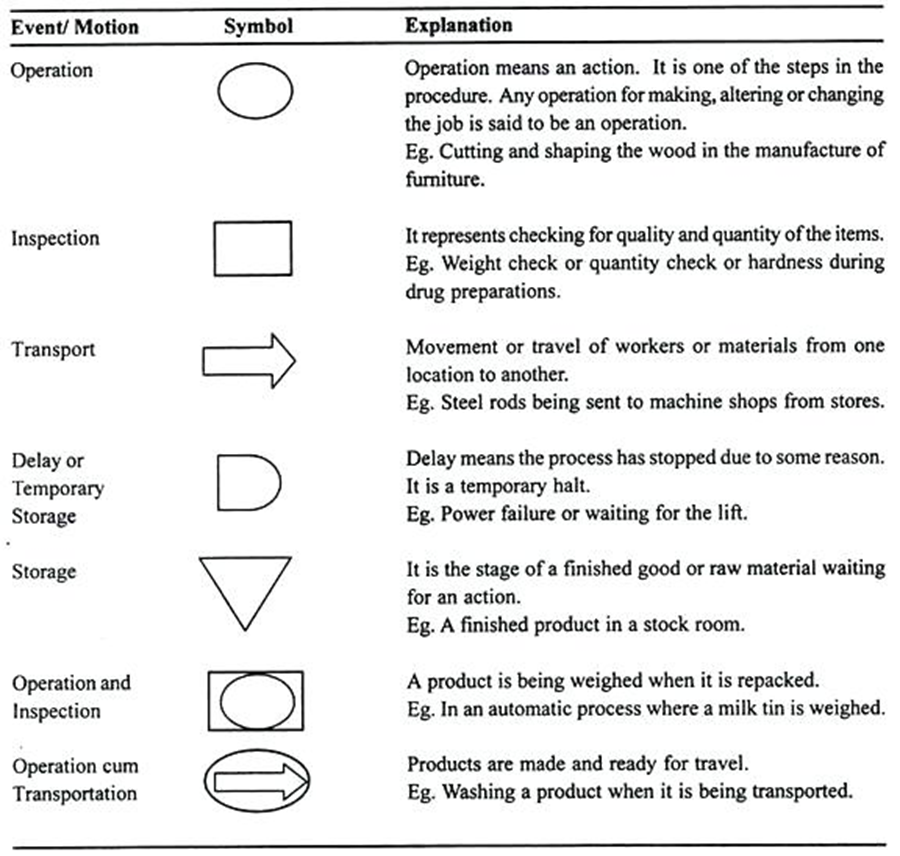 Event/ Motion Symbol Explanation
Operation
Operation means an action. It is one of the steps in the
procedure. Any operation for making, altering or changing
the job is said to be an operation.
Eg. Cutting and shaping the wood in the manufacture of
furniture.
Inspection
It represents checking for quality and quantity of the items.
Eg. Weight check or quantity check or hardness during
drug preparations.
Transport
Movement or travel of workers or materials from one
location to another.
Eg. Steel rods being sent to machine shops from stores.
Delay or
Temporary
Storage
Delay means the process has stopped due to some reason.
It is a temporary halt.
Eg. Power failure or waiting for the lift.
Storage
It is the stage of a finished good or raw material waiting
for an action.
Eg. A finished product in a stock room.
Operation and
Inspection
A product is being weighed when it is repacked.
Eg. In an automatic process where a milk tin is weighed.
Operation cum
Transportation
Products are made and ready for travel.
Eg. Washing a product when it is being transported.